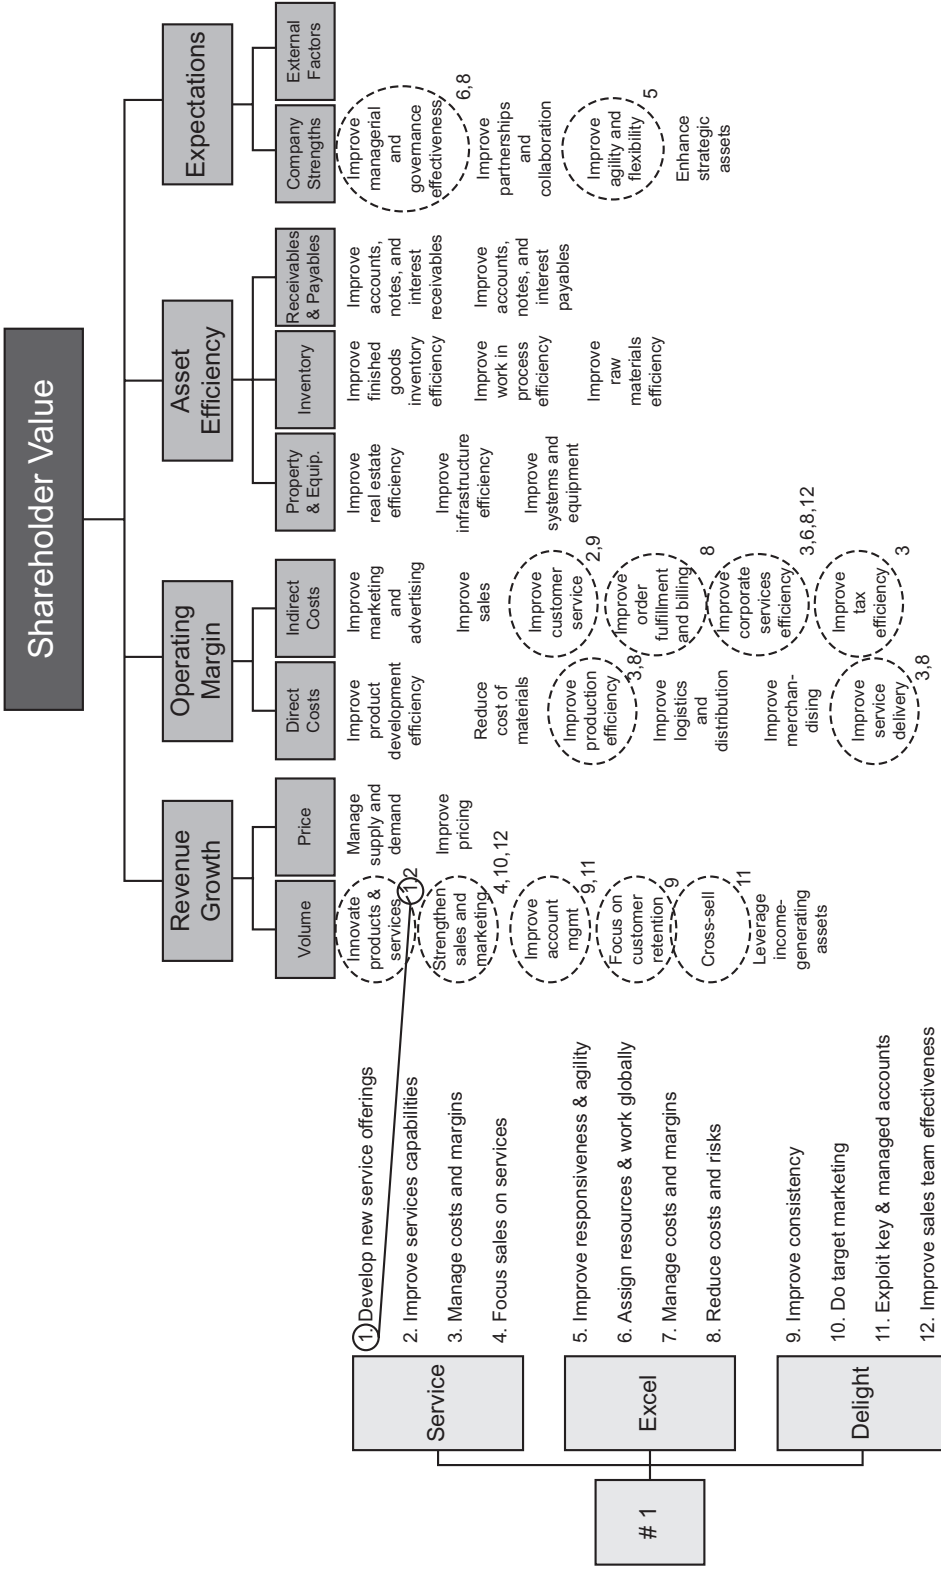 Shareholder Value
Revenue
Growth
Operating
Margin
Asset
Efficiency
Expectations
Volume
Price
Direct
Costs
Indirect
Costs
Property
& Equip.
Inventory
Receivables
& Payables
Company
Strengths
External
Factors
Innovate
products &
services
1,2
Strengthen
sales and
marketing
4,10,12
Improve
account
mgmt
9,11
Focus on
customer
retention
9
Cross-sell
11
Leverage
income-
generating
assets
Manage
supply and
demand
Improve
pricing
Improve
product
development
efficiency
Reduce
cost of
materials
Improve
production
efficiency
3,8
Improve
logistics
and
distribution
Improve
merchan-
dising
Improve
service
delivery
3,8
Improve
marketing
and
advertising
Improve
sales
Improve
customer
service
2,9
Improve
order
fulfillment
and billing
8
Improve
corporate
services
efficiency
3,6,8,12
Improve
tax
efficiency
3
Improve
real estate
efficiency
Improve
infrastructure
efficiency
Improve
systems and
equipment
Improve
finished
goods
inventory
efficiency
Improve
work in
process
efficiency
Improve
raw
materials
efficiency
Improve
accounts,
notes, and
interest
receivables
Improve
accounts,
notes, and
interest
payables
Improve
managerial
and
governance
effectiveness
6,8
Improve
partnerships
and
collaboration
Improve
agility and
flexibility
5
Enhance
strategic
assets
# 1
Service
1. Develop new service offerings
2. Improve services capabilities
3. Manage costs and margins
4. Focus sales on services
Excel
5. Improve responsiveness & agility
6. Assign resources & work globally
7. Manage costs and margins
8. Reduce costs and risks
Delight
9. Improve consistency
10. Do target marketing
11. Exploit key & managed accounts
12. Improve sales team effectiveness